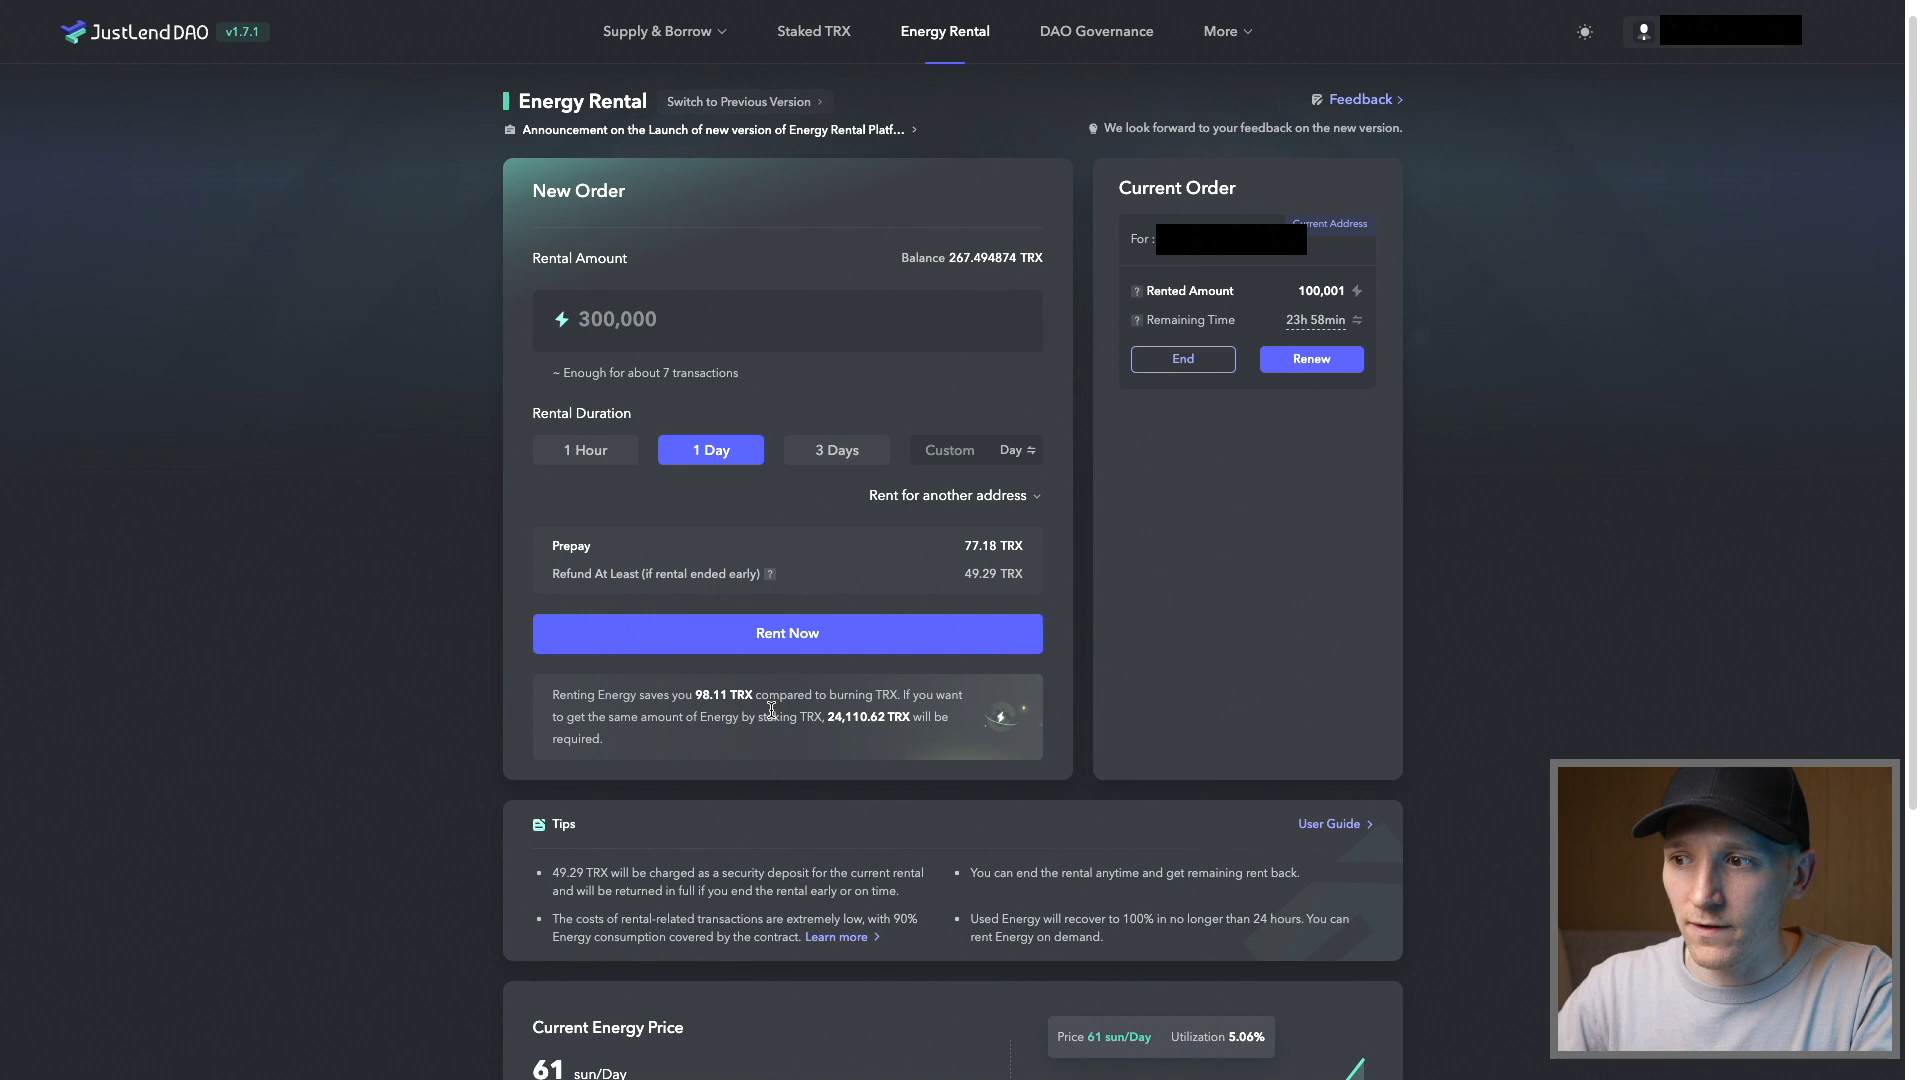 JustLend DAO v1.7.1
Supply & Borrow
Staked TRX
Energy Rental
DAO Governance
More
Energy Rental
Switch to Previous Version
Feedback
Announcement on the Launch of new version of Energy Rental Platf...
We look forward to your feedback on the new version.
New Order
Rental Amount
Balance 267.494874 TRX
300,000
~ Enough for about 7 transactions
Rental Duration
1 Hour
1 Day
3 Days
Custom
Day
Rent for another address
Prepay
77.18 TRX
Refund At Least (if rental ended early) ?
49.29 TRX
Rent Now
Renting Energy saves you 98.11 TRX compared to burning TRX. If you want
to get the same amount of Energy by staking TRX, 24,110.62 TRX will be
required.
Current Order
Current Address
For :
? Rented Amount
100,001
? Remaining Time
23h 58min
End
Renew
Tips
User Guide
49.29 TRX will be charged as a security deposit for the current rental
and will be returned in full if you end the rental early or on time.
You can end the rental anytime and get remaining rent back.
The costs of rental-related transactions are extremely low, with 90%
Energy consumption covered by the contract. Learn more
Used Energy will recover to 100% in no longer than 24 hours. You can
rent Energy on demand.
Current Energy Price
Price 61 sun/Day
Utilization 5.06%
61 sun/Day